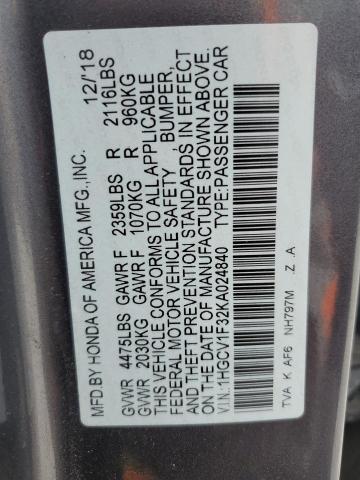 MFD.BY HONDA OF AMERICA MFG.,INC. 12/'18
GVWR 4475LBS GAWR F 2359LBS R 2116LBS
GVWR 2030KG GAWR F 1070KG R 960KG
THIS VEHICLE CONFORMS TO ALL APPLICABLE
FEDERAL MOTOR VEHICLE SAFETY, BUMPER,
AND THEFT PREVENTION STANDARDS IN EFFECT
ON THE DATE OF MANUFACTURE SHOWN ABOVE.
V.I.N.:1HGCV1F32KA024840 TYPE:PASSENGER CAR
TVA K AF6 NH797M .Z .A